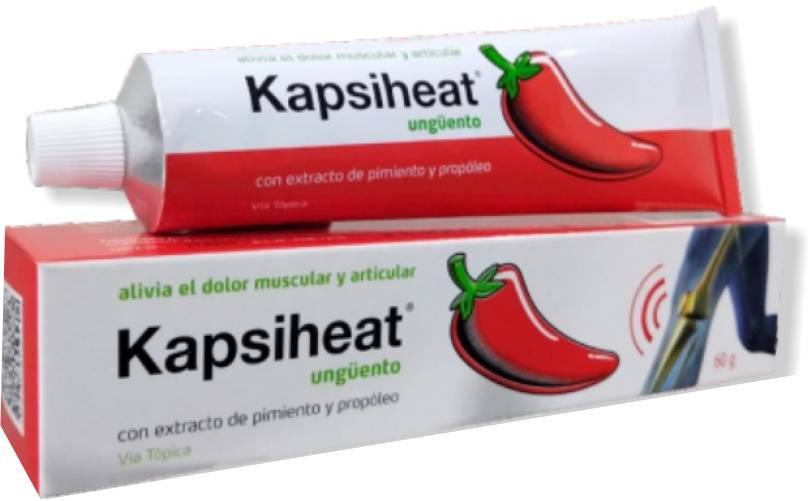 alivia el dolor muscular y articular
Kapsiheat®
ungüento
con extracto de pimiento y propóleo
Vía Tópica
alivia el dolor muscular y articular
Kapsiheat®
ungüento
con extracto de pimiento y propóleo
Vía Tópica
60 g